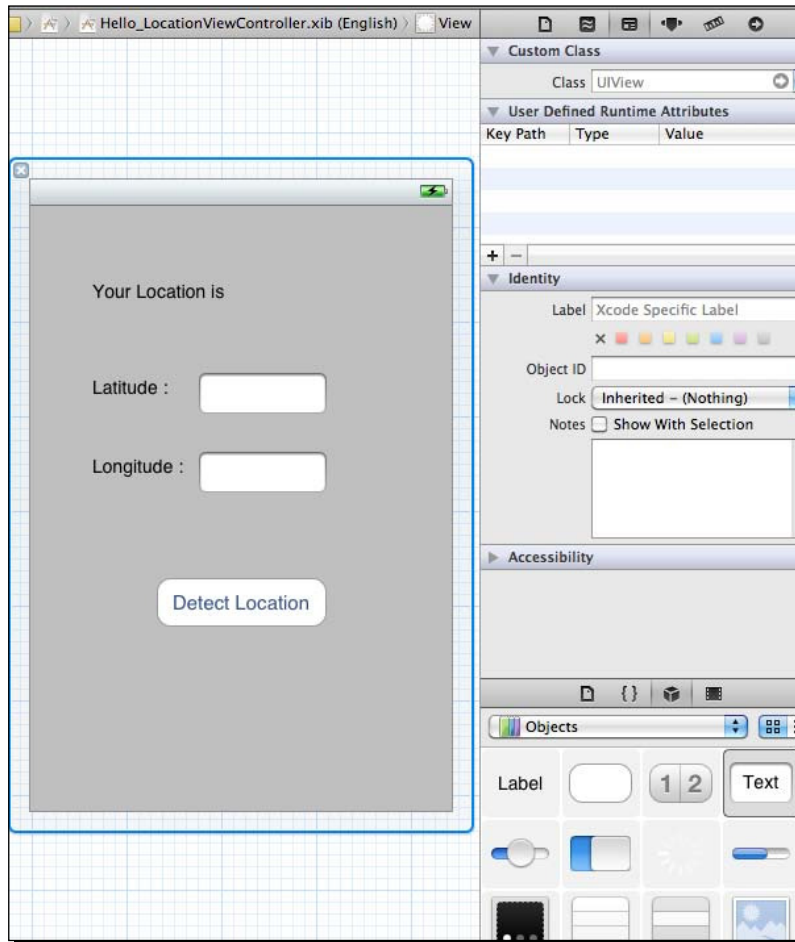 Hello_LocationViewController.xib (English)
View
Your Location is
Latitude :
Longitude :
Detect Location
Custom Class
Class UIView
User Defined Runtime Attributes
Key Path Type Value
+ −
Identity
Label Xcode Specific Label
Object ID
Lock Inherited – (Nothing)
Notes Show With Selection
Accessibility
{ }
Objects
Label
1 2
Text